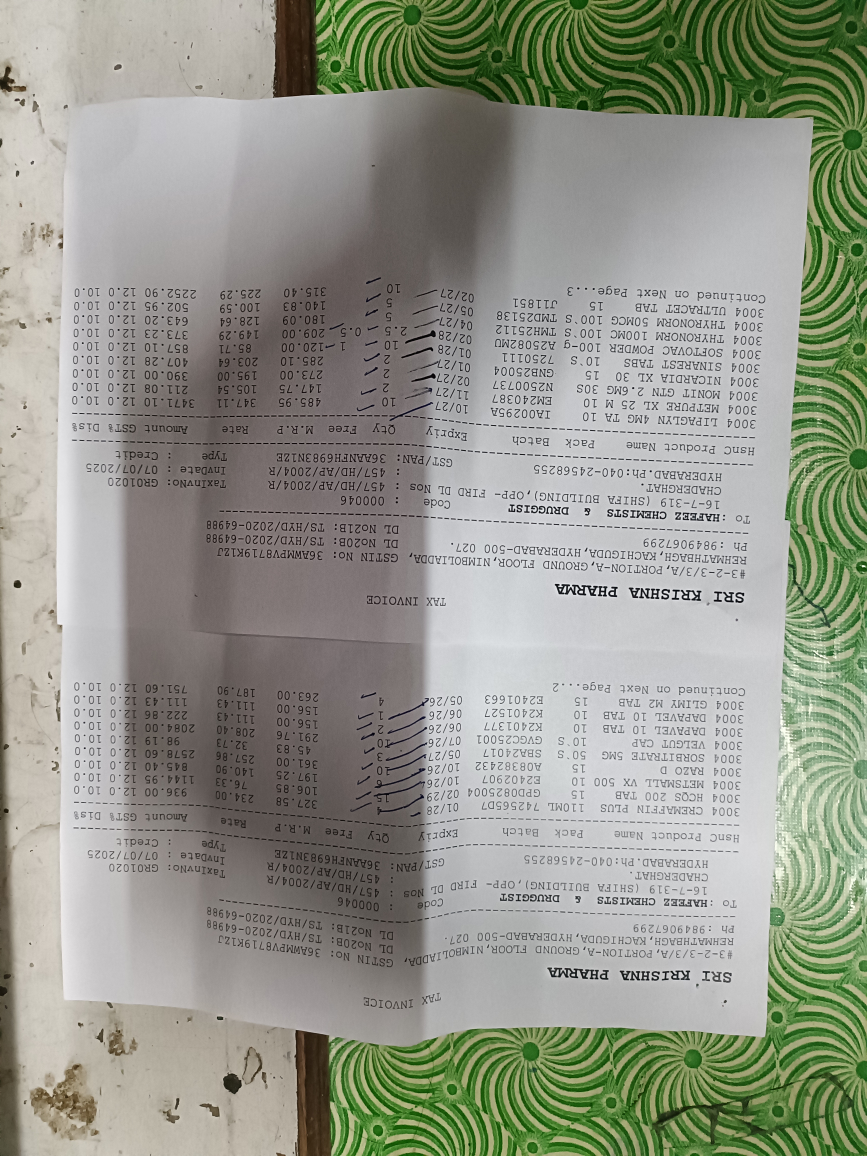 TAX INVOICE
SRI KRISHNA PHARMA
#3-2-3/3/A, PORTION-A, GROUND FLOOR, NIMBOLIADDA, GSTIN No: 36AWMPV8719K1ZJ
REHMATBAGH, KACHIGUDA, HYDERABAD-500 027. DL No20B: TS/HYD/2020-64988
Ph :9849067299 DL No21B: TS/HYD/2020-64988
To :HAFEEZ CHEMISTS & DRUGGIST Code : 000046
16-7-319 (SHIFA BUILDING), OPP- FIRD DL Nos : 457/HD/AP/2004/R TaxInvNo: GR01020
CHADERGHAT. : 457/HD/AP/2004/R InvDate : 07/07/2025
HYDERABAD.Ph:040-24568255 GST/PAN: 36AANFH6983N1ZE Type : Credit
HsnC Product Name Pack Batch Expriy Qty Free M.R.P Rate Amount GST% Dis%
3004 CREMAFFIN PLUS 110ML 74256507 01/28 4 327.58 234.00 936.00 12.0 10.0
3004 HCQS 200 TAB 15 GPD0825004 02/29 15 106.85 76.33 1144.95 12.0 10.0
3004 METSMALL VX 500 10 E2402907 10/26 6 197.25 140.90 845.40 12.0 10.0
3004 RAZO D 15 A0382432 10/26 10 361.00 257.86 2578.60 12.0 10.0
3004 SORBITRATE 5MG 50`S SBA24017 05/27 3 45.83 32.73 98.19 12.0 10.0
3004 VELGUT CAP 10`S GVGC25001 07/26 10 291.76 208.40 2084.00 12.0 10.0
3004 DAPAVEL 10 TAB 10 K2401377 06/26 2 156.00 111.43 222.86 12.0 10.0
3004 DAPAVEL 10 TAB 10 K2401527 06/26 1 156.00 111.43 111.43 12.0 10.0
3004 GLIMY M2 TAB 15 E2401663 05/26 4 263.00 187.90 751.60 12.0 10.0
Continued on Next Page...2
TAX INVOICE
SRI KRISHNA PHARMA
#3-2-3/3/A, PORTION-A, GROUND FLOOR, NIMBOLIADDA, GSTIN No: 36AWMPV8719K1ZJ
REHMATBAGH, KACHIGUDA, HYDERABAD-500 027. DL No20B: TS/HYD/2020-64988
Ph :9849067299 DL No21B: TS/HYD/2020-64988
To :HAFEEZ CHEMISTS & DRUGGIST Code : 000046
16-7-319 (SHIFA BUILDING), OPP- FIRD DL Nos : 457/HD/AP/2004/R TaxInvNo: GR01020
CHADERGHAT. : 457/HD/AP/2004/R InvDate : 07/07/2025
HYDERABAD.Ph:040-24568255 GST/PAN: 36AANFH6983N1ZE Type : Credit
HsnC Product Name Pack Batch Expriy Qty Free M.R.P Rate Amount GST% Dis%
3004 LIPAGLYN 4MG TA 10 IA00295A 10/27 10 485.95 347.11 3471.10 12.0 10.0
3004 METPURE XL 25 M 10 EM240387 11/27 2 147.75 105.54 211.08 12.0 10.0
3004 MONIT GTN 2.6MG 30S N2500737 02/27 2 273.00 195.00 390.00 12.0 10.0
3004 NICARDIA XL 30 15 GNB25004 01/27 2 285.10 203.64 407.28 12.0 10.0
3004 SINAREST TABS 10`S 7250111 01/28 10 1 120.00 85.71 857.10 12.0 10.0
3004 SOFTOVAC POWDER 100-g A25082MU 02/28 2.5 0.5 209.00 149.29 373.23 12.0 10.0
3004 THYRONORM 100MC 100`S TMD25112 04/27 5 180.09 128.64 643.20 12.0 10.0
3004 THYRONORM 50MCG 100`S TMD25138 05/27 5 140.83 100.59 502.95 12.0 10.0
3004 ULTRACET TAB 15 J11851 02/27 10 315.40 225.29 2252.90 12.0 10.0
Continued on Next Page...3